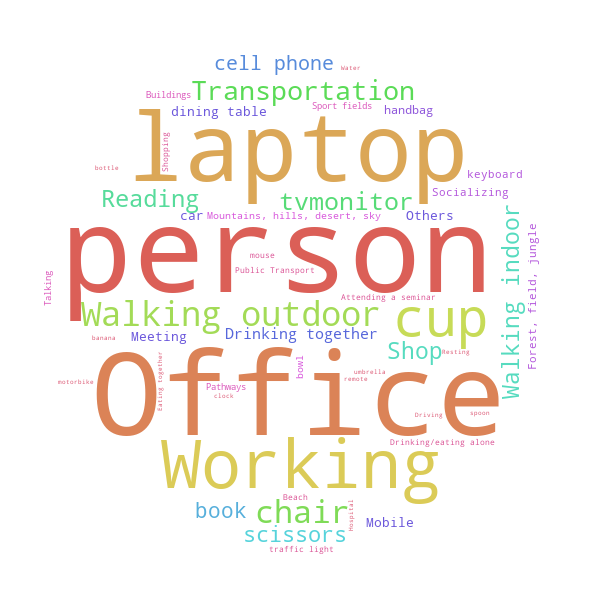 cell phone
Water
Transportation
Buildings
Sport fields
dining table
handbag
laptop
Shopping
bottle
keyboard
Reading
tvmonitor
Socializing
car
Mountains, hills, desert, sky
Others
person
Walking indoor
Forest, field, jungle
mouse
Public Transport
Talking
Attending a seminar
Walking outdoor
cup
banana
Meeting
Drinking together
Shop
Resting
Office
Eating together
bowl
umbrella
remote
motorbike
Pathways
clock
Driving
spoon
Drinking/eating alone
Working
Beach
book
chair
Hospital
Mobile
scissors
traffic light